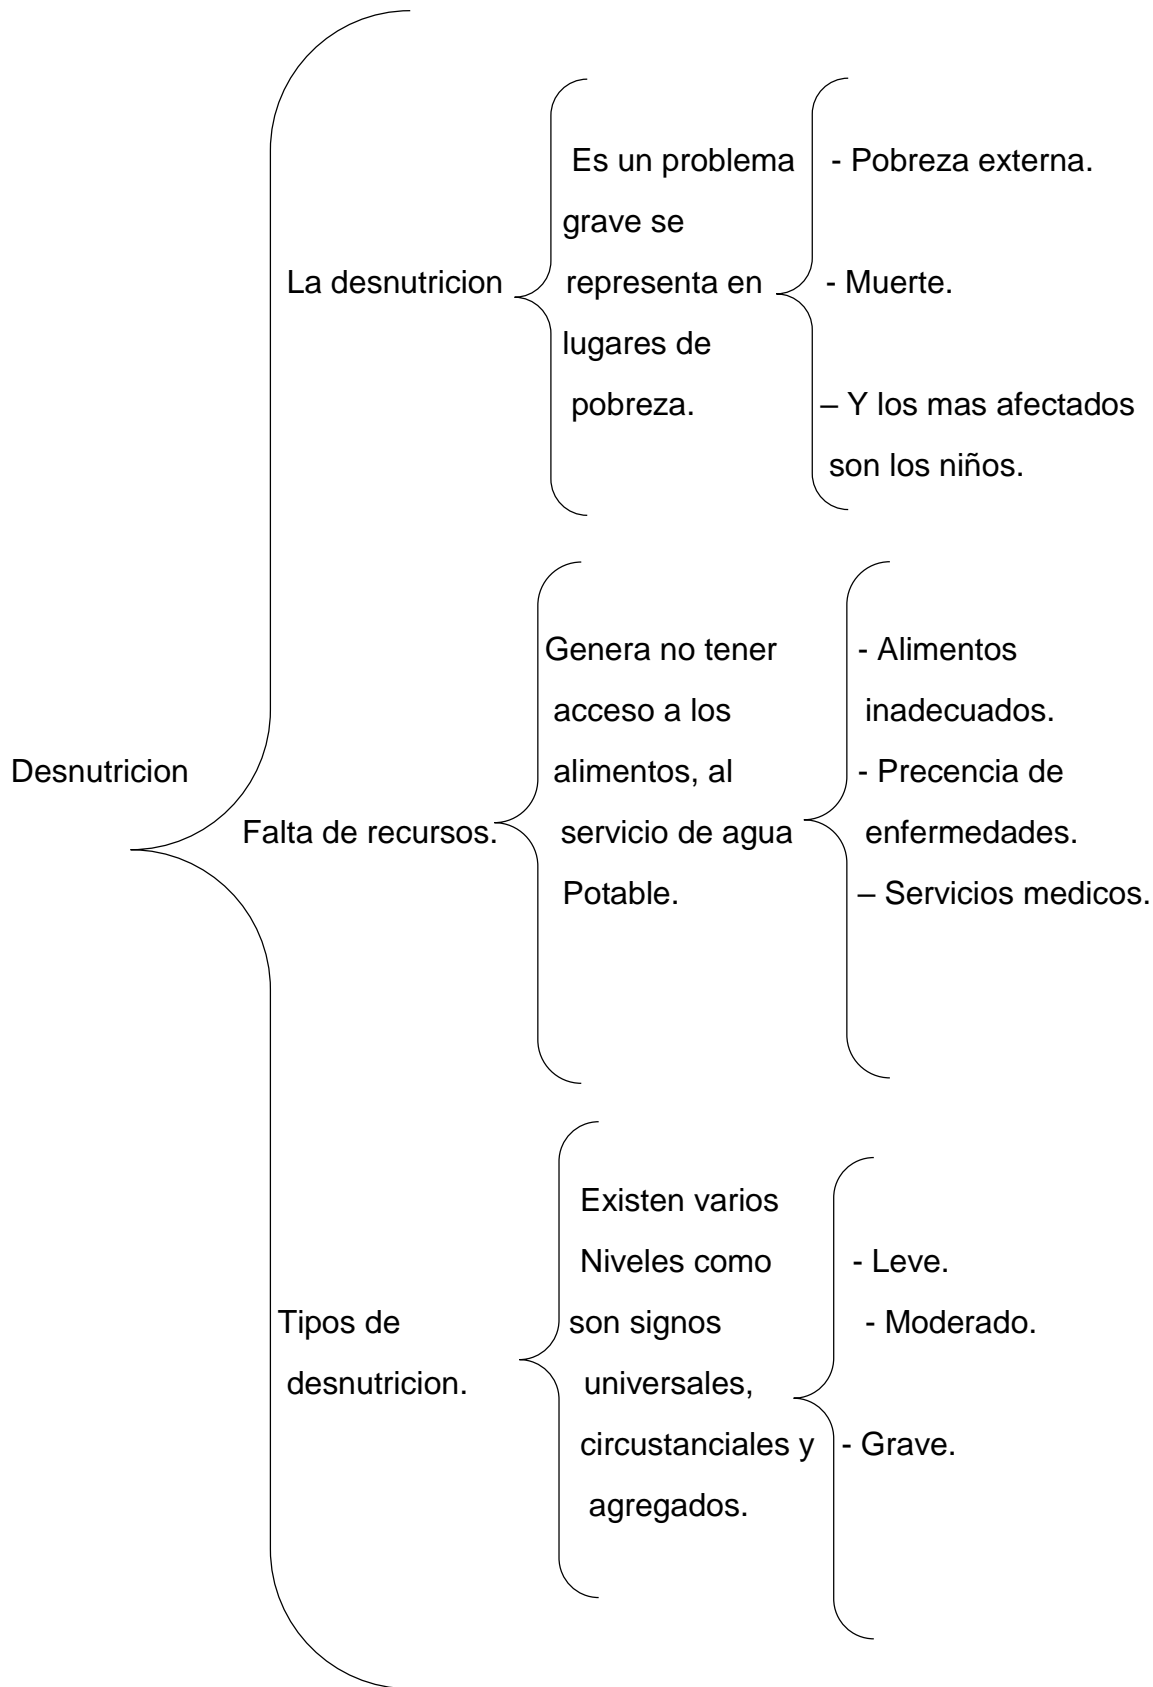 Desnutricion
La desnutricion
Es un problema
grave se
representa en
lugares de
pobreza.
- Pobreza externa.
- Muerte.
– Y los mas afectados
son los niños.
Falta de recursos.
Genera no tener
acceso a los
alimentos, al
servicio de agua
Potable.
- Alimentos
inadecuados.
- Precencia de
enfermedades.
– Servicios medicos.
Tipos de
desnutricion.
Existen varios
Niveles como
son signos
universales,
circustanciales y
agregados.
- Leve.
- Moderado.
- Grave.